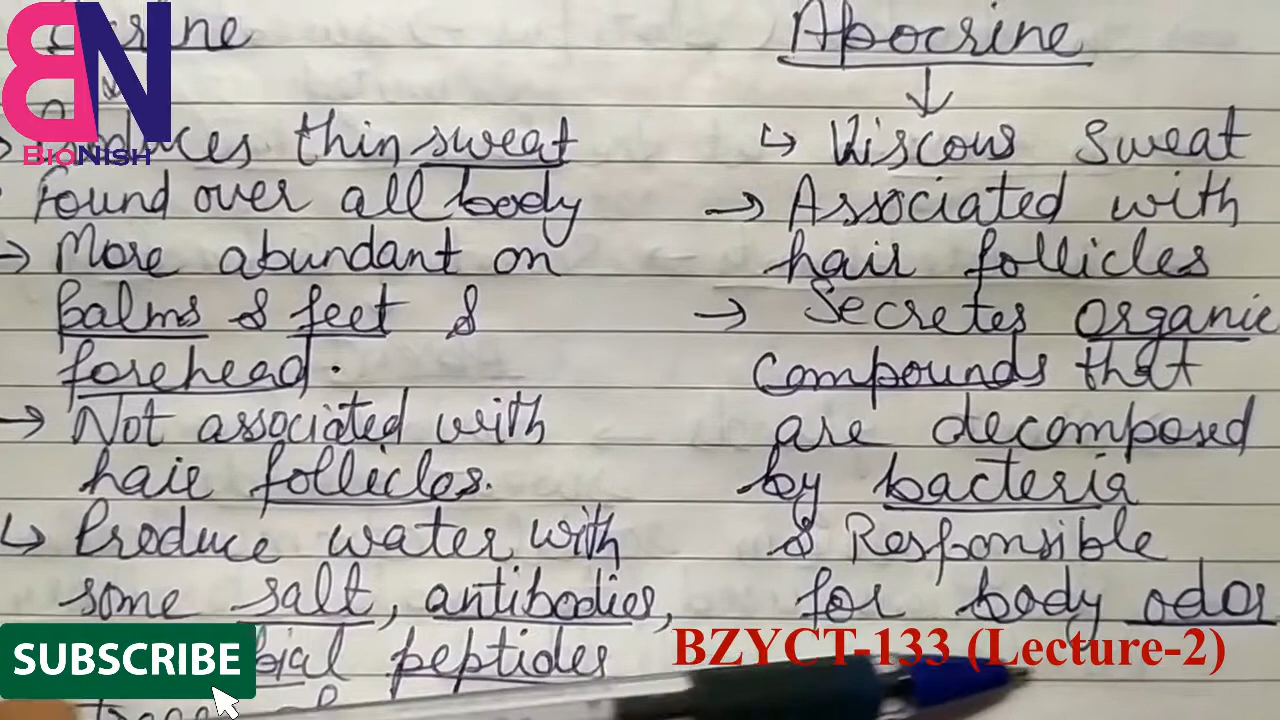 BN
BIONISH
Apocrine
Produces thin sweat
Found over all body
→ More abundant on
palms & feet &
forehead.
→ Not associated with
hair follicles.
↳ Produce water with
some salt, antibodies,
peptides
↳ Viscous Sweat
→ Associated with
hair follicles
→ Secretes organic
compounds that
are decomposed
by bacteria
& Responsible
for body odor
SUBSCRIBE
BZYCT-133 (Lecture-2)